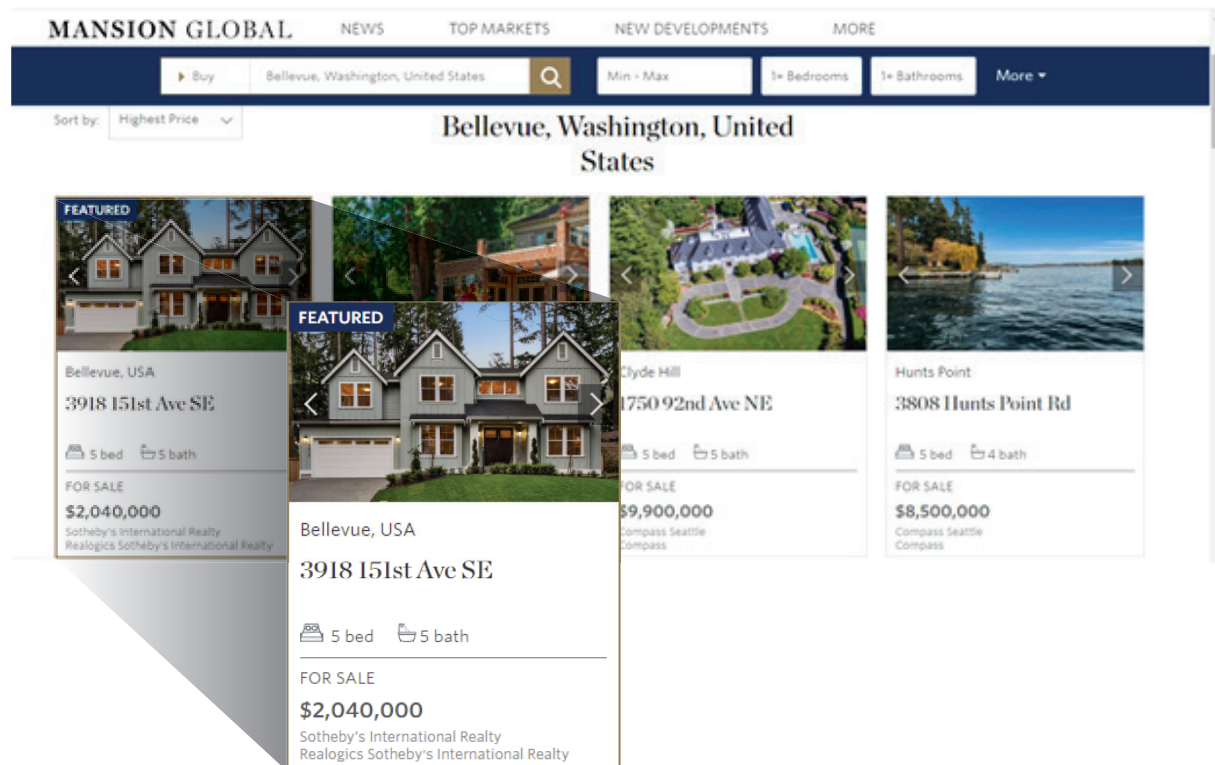 MANSION GLOBAL NEWS TOP MARKETS NEW DEVELOPMENTS MORE
Buy Bellevue, Washington, United States Min - Max 1+ Bedrooms 1+ Bathrooms More
Sort by: Highest Price
Bellevue, Washington, United
States
FEATURED
Bellevue, USA
3918 151st Ave SE
5 bed 5 bath
FOR SALE
$2,040,000
Sotheby's International Realty
Realogics Sotheby's International Realty
FEATURED
Bellevue, USA
3918 151st Ave SE
5 bed 5 bath
FOR SALE
$2,040,000
Sotheby's International Realty
Realogics Sotheby's International Realty
Clyde Hill
1750 92nd Ave NE
5 bed 5 bath
FOR SALE
$9,900,000
Compass Seattle
Compass
Hunts Point
3808 Hunts Point Rd
5 bed 4 bath
FOR SALE
$8,500,000
Compass Seattle
Compass